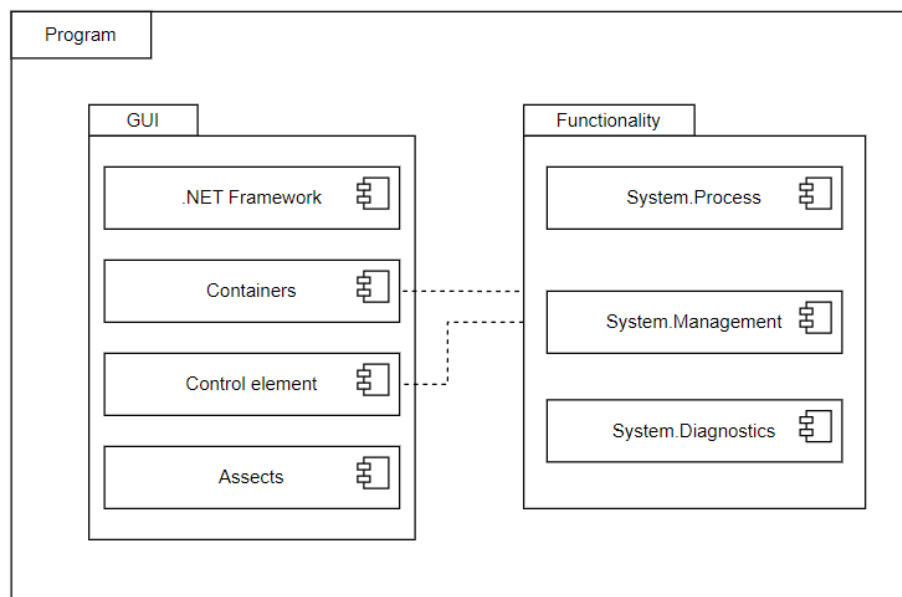 Program
GUI
.NET Framework
Containers
Control element
Assects
Functionality
System.Process
System.Management
System.Diagnostics